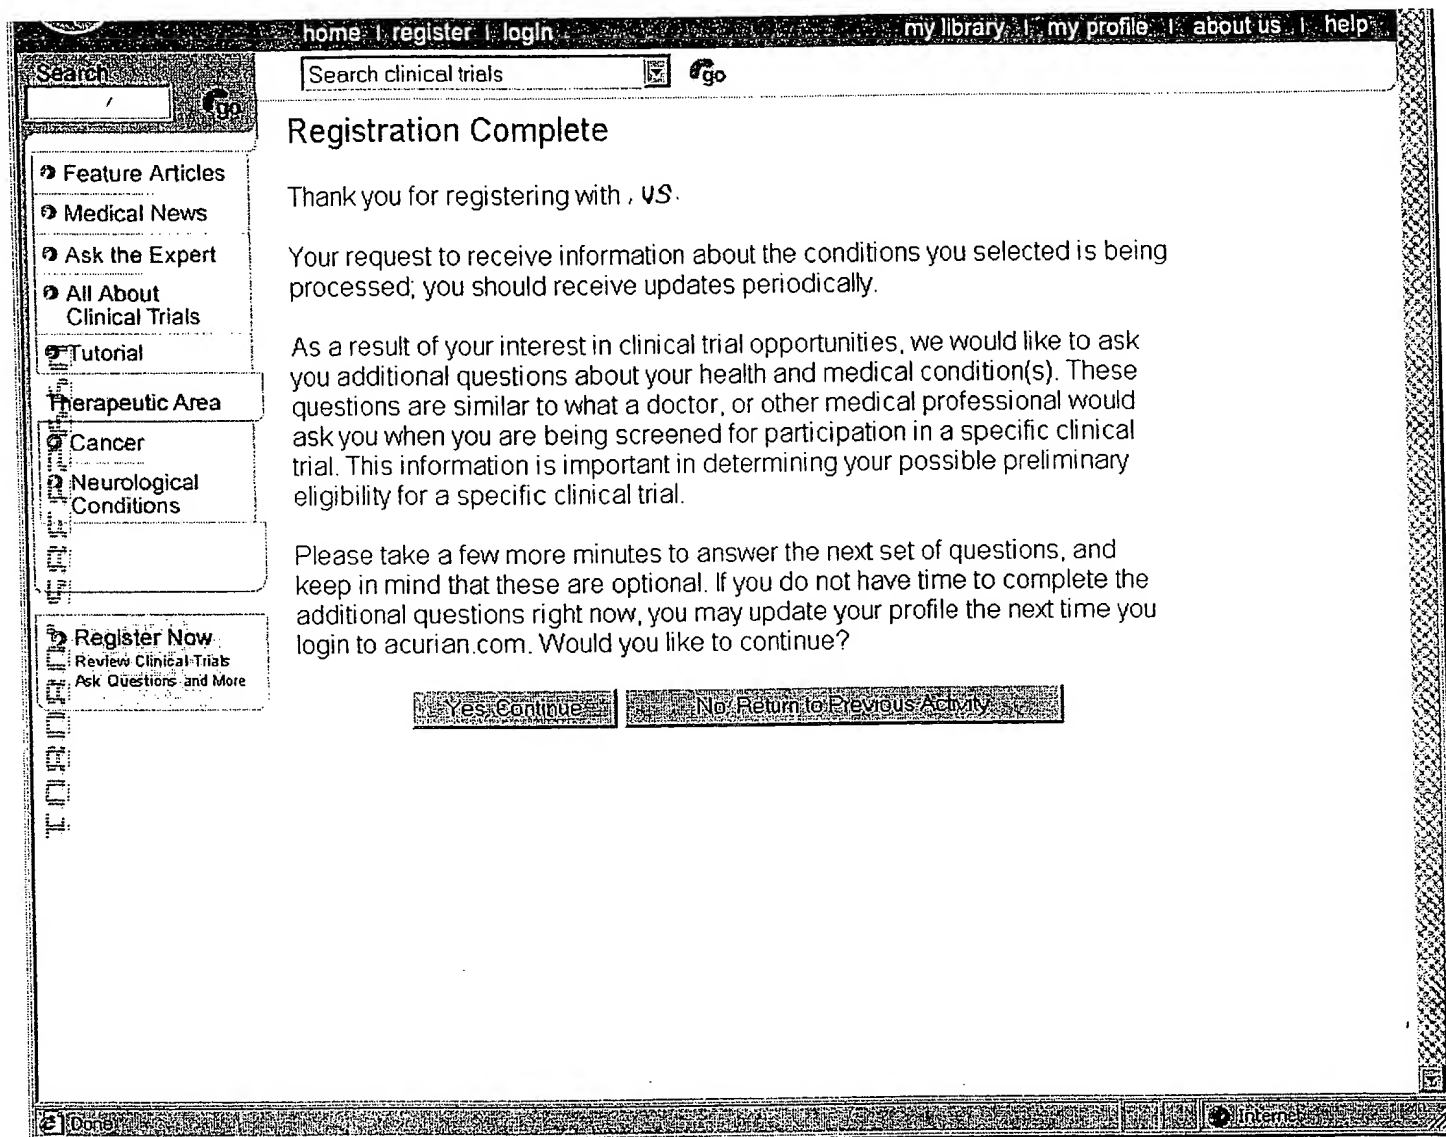 home | register | login
my library | my profile | about us | help
Search
Search clinical trials
go
go
Feature Articles
Medical News
Ask the Expert
All About
Clinical Trials
Tutorial
Therapeutic Area
Cancer
Neurological
Conditions
Register Now
Review Clinical Trials
Ask Questions and More
Registration Complete
Thank you for registering with , US.
Your request to receive information about the conditions you selected is being
processed; you should receive updates periodically.
As a result of your interest in clinical trial opportunities, we would like to ask
you additional questions about your health and medical condition(s). These
questions are similar to what a doctor, or other medical professional would
ask you when you are being screened for participation in a specific clinical
trial. This information is important in determining your possible preliminary
eligibility for a specific clinical trial.
Please take a few more minutes to answer the next set of questions, and
keep in mind that these are optional. If you do not have time to complete the
additional questions right now, you may update your profile the next time you
login to acurian.com. Would you like to continue?
Yes, Continue
No, Return to Previous Activity
Done
Internet